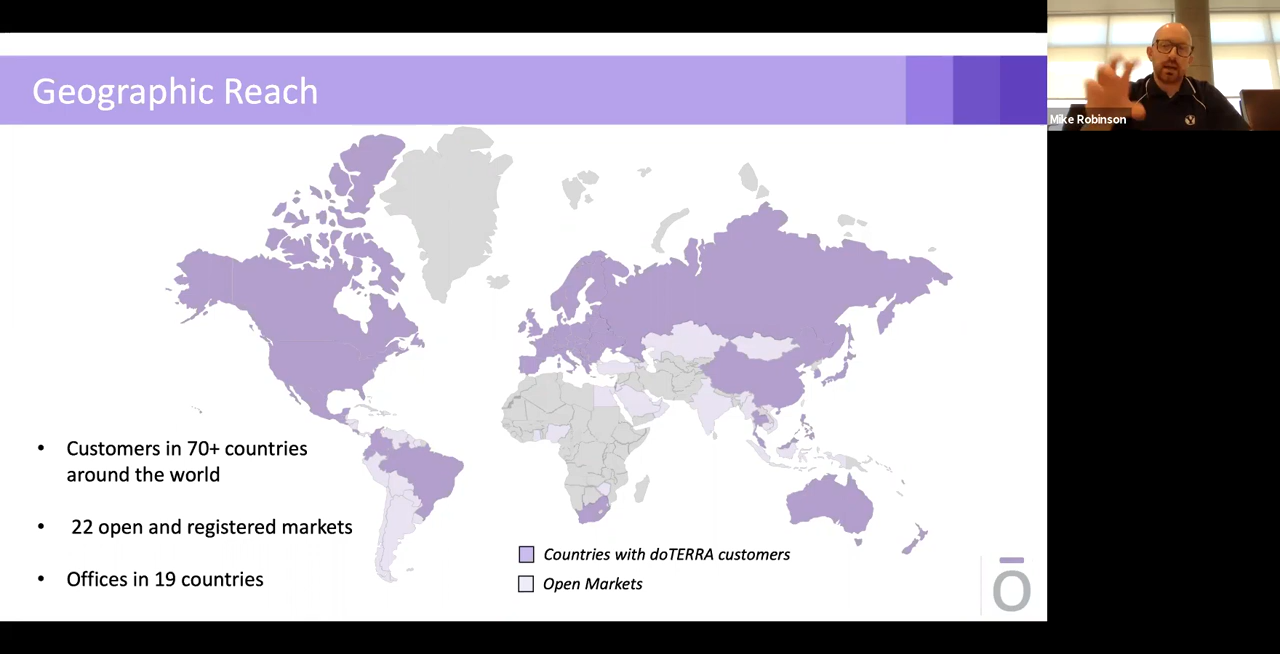 Geographic Reach
Mike Robinson
• Customers in 70+ countries
around the world
• 22 open and registered markets
• Offices in 19 countries
Countries with doTERRA customers
Open Markets
Ō